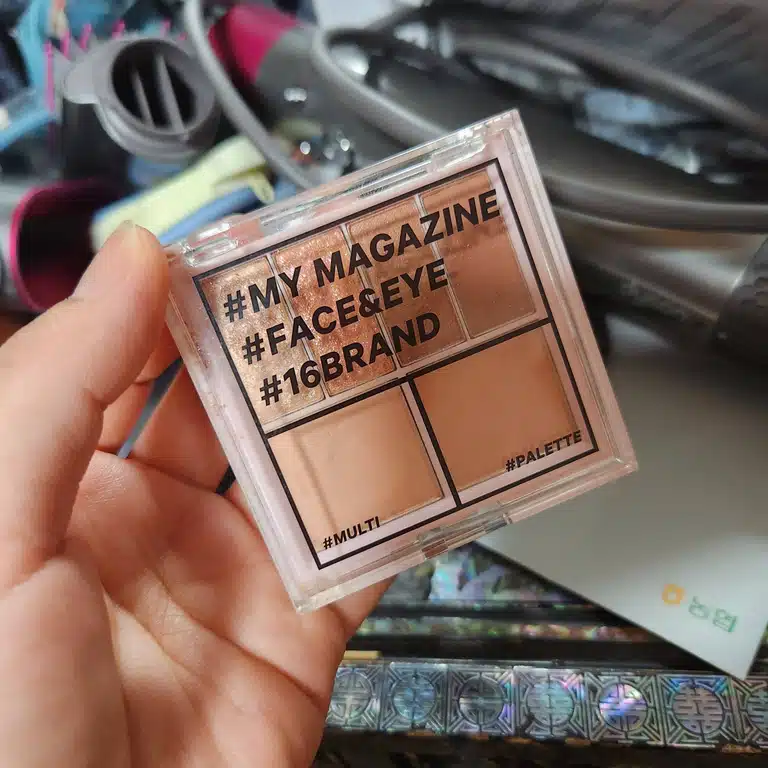 #MY MAGAZINE
#FACE&EYE
#16BRAND
#PALETTE
#MULTI
농협